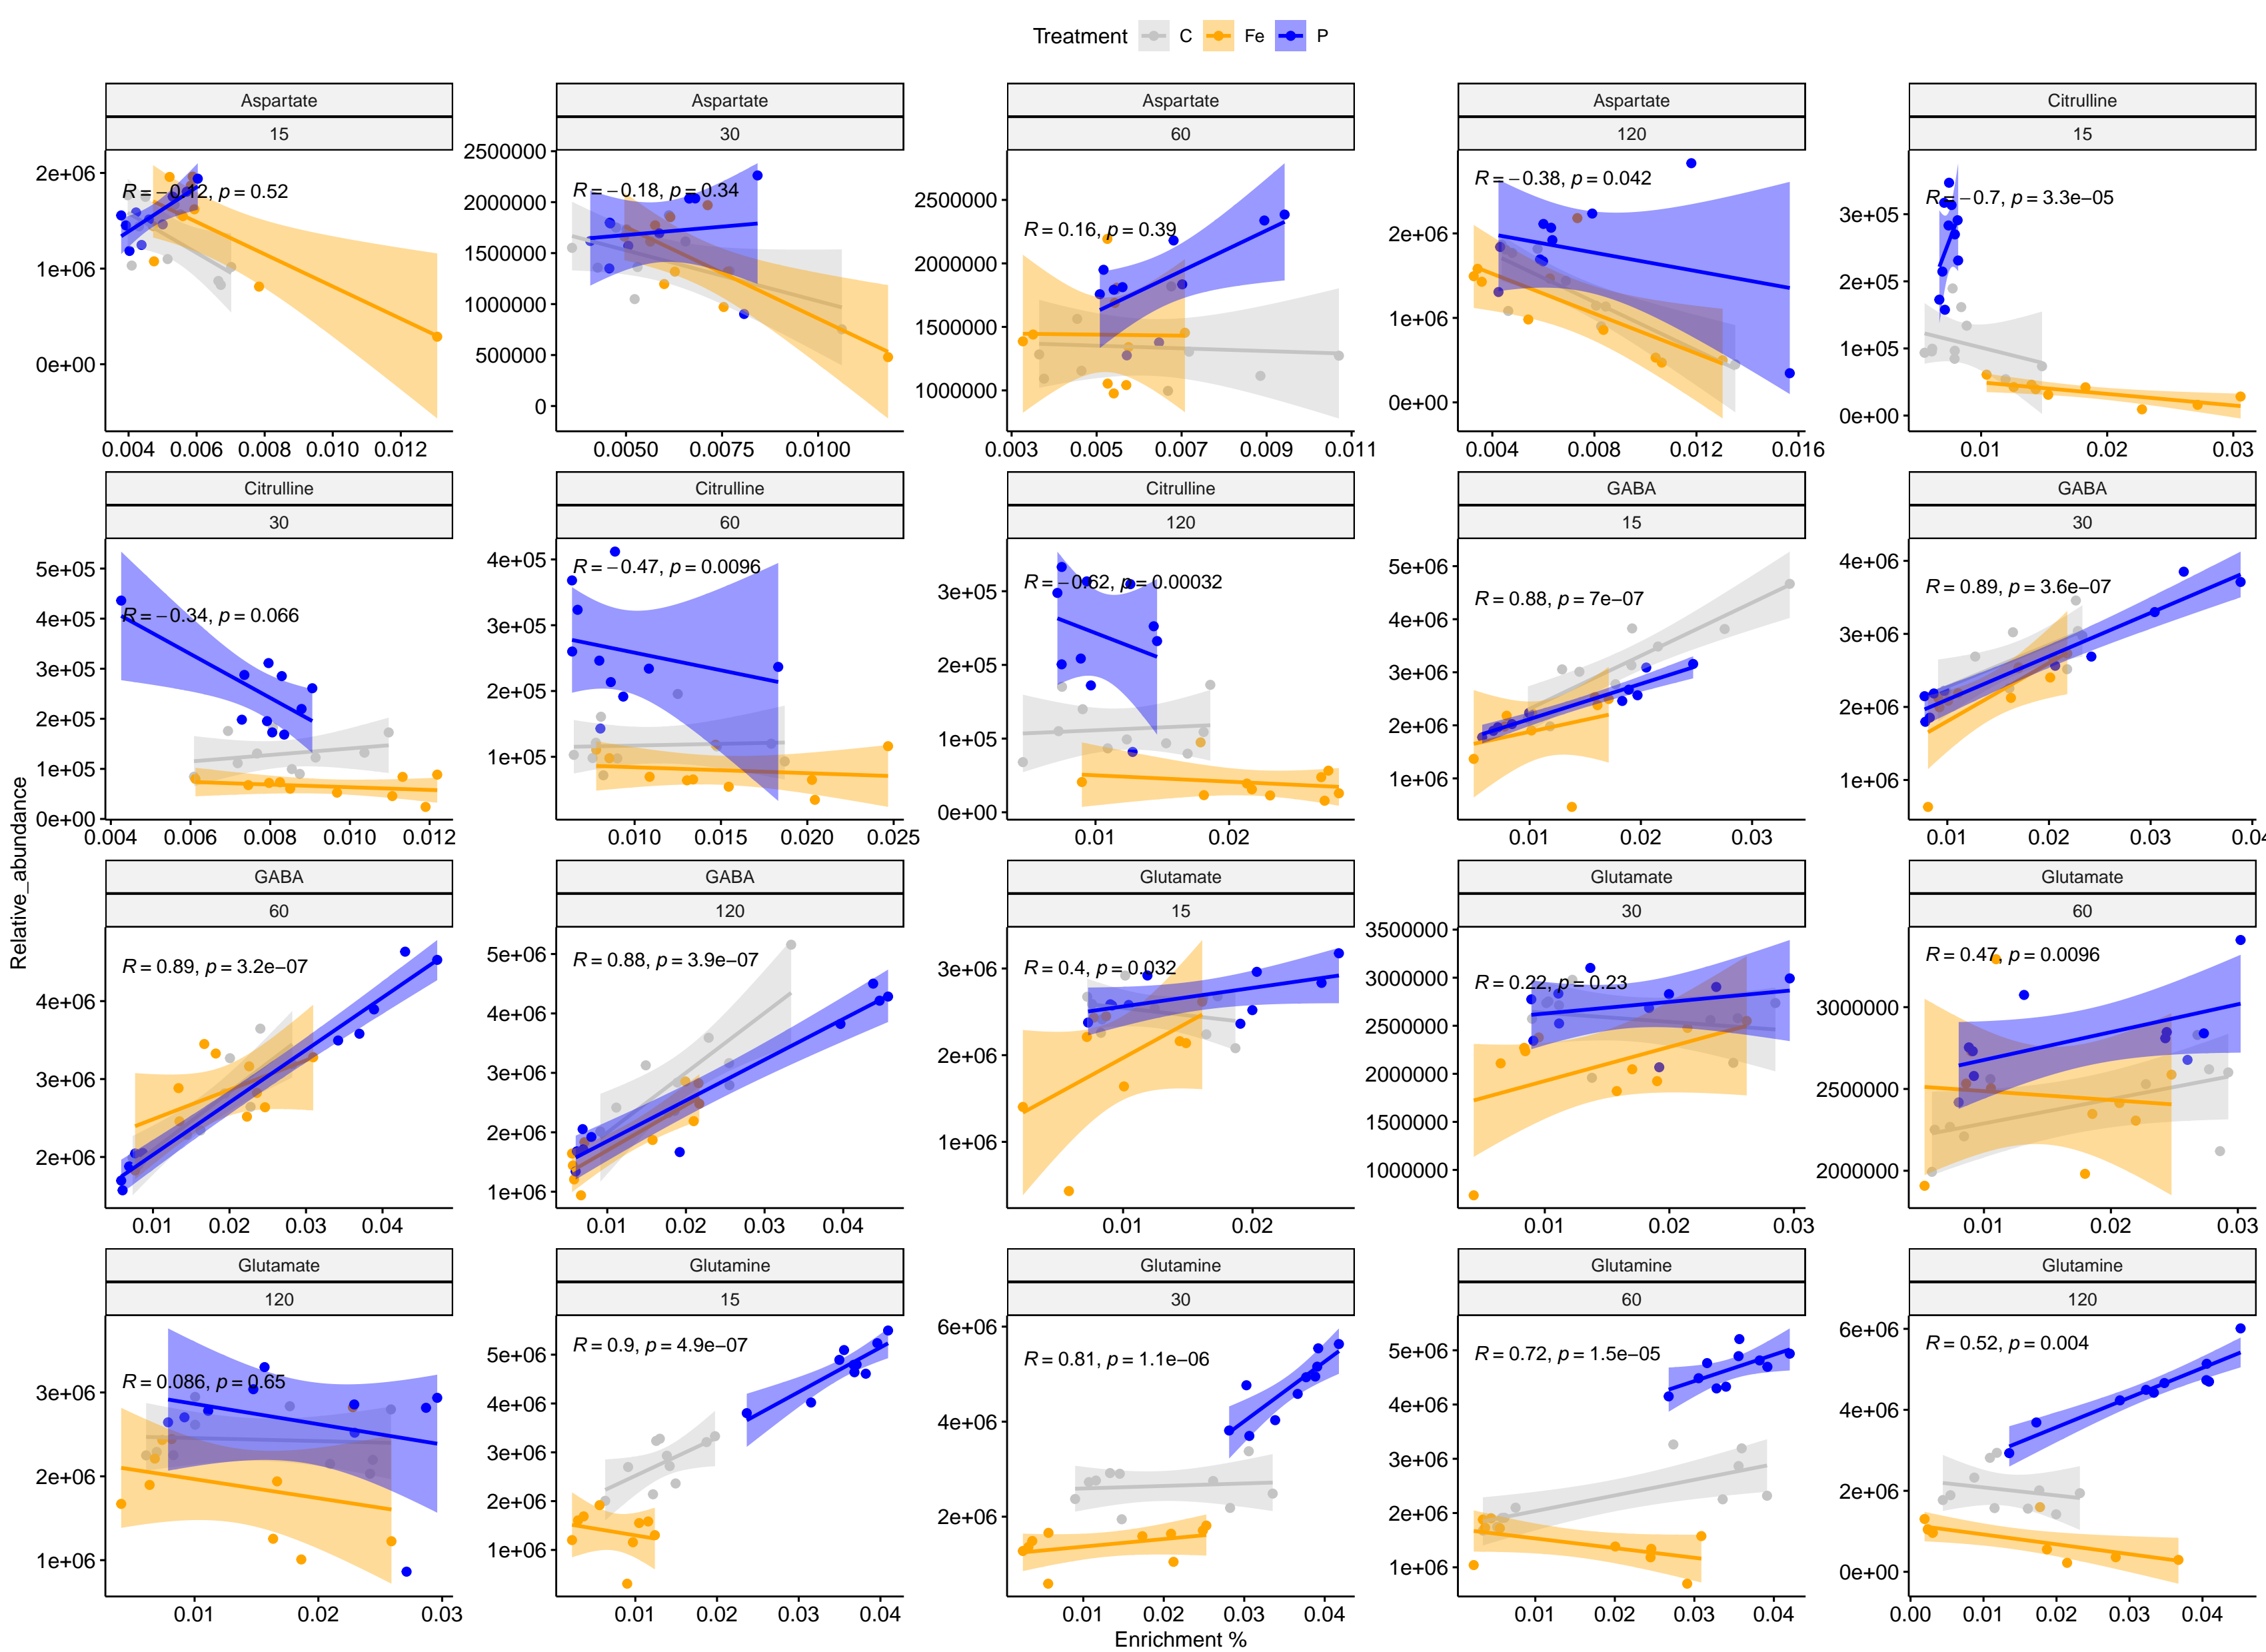 Treatment C Fe P
Aspartate Aspartate Aspartate Aspartate Citrulline
15 30 60 120 15
R = −0.12, p = 0.52
2e+06
1e+06
0e+00
0.004 0.006 0.008 0.010 0.012
R = −0.18, p = 0.34
2500000
2000000
1500000
1000000
500000
0
0.0050 0.0075 0.0100
R = 0.16, p = 0.39
2500000
2000000
1500000
1000000
0.003 0.005 0.007 0.009 0.011
R = −0.38, p = 0.042
2e+06
1e+06
0e+00
0.004 0.008 0.012 0.016
R = −0.7, p = 3.3e−05
3e+05
2e+05
1e+05
0e+00
0.01 0.02 0.03
Citrulline Citrulline Citrulline GABA GABA
30 60 120 15 30
R = −0.34, p = 0.066
5e+05
4e+05
3e+05
2e+05
1e+05
0e+00
0.004 0.006 0.008 0.010 0.012
R = −0.47, p = 0.0096
4e+05
3e+05
2e+05
1e+05
0.010 0.015 0.020 0.025
R = −0.62, p = 0.00032
3e+05
2e+05
1e+05
0e+00
0.01 0.02
R = 0.88, p = 7e−07
5e+06
4e+06
3e+06
2e+06
1e+06
0.01 0.02 0.03
R = 0.89, p = 3.6e−07
4e+06
3e+06
2e+06
1e+06
0.01 0.02 0.03
Relative_abundance
GABA GABA Glutamate Glutamate Glutamate
60 120 15 30 60
R = 0.89, p = 3.2e−07
4e+06
3e+06
2e+06
0.01 0.02 0.03 0.04
R = 0.88, p = 3.9e−07
5e+06
4e+06
3e+06
2e+06
1e+06
0.01 0.02 0.03 0.04
R = 0.4, p = 0.032
3e+06
2e+06
1e+06
0.01 0.02
R = 0.22, p = 0.23
3500000
3000000
2500000
2000000
1500000
1000000
0.01 0.02 0.03
R = 0.47, p = 0.0096
3000000
2500000
2000000
0.01 0.02 0.03
Glutamate Glutamine Glutamine Glutamine Glutamine
120 15 30 60 120
R = 0.086, p = 0.65
3e+06
2e+06
1e+06
0.01 0.02 0.03
R = 0.9, p = 4.9e−07
5e+06
4e+06
3e+06
2e+06
1e+06
0.01 0.02 0.03 0.04
R = 0.81, p = 1.1e−06
6e+06
4e+06
2e+06
0.01 0.02 0.03 0.04
R = 0.72, p = 1.5e−05
5e+06
4e+06
3e+06
2e+06
1e+06
0.01 0.02 0.03 0.04
R = 0.52, p = 0.004
6e+06
4e+06
2e+06
0e+00
0.00 0.01 0.02 0.03 0.04
Enrichment %